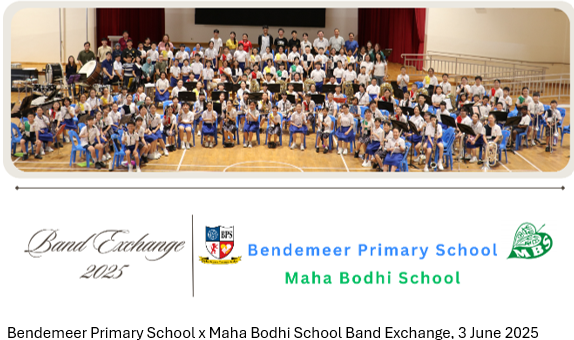 Band Exchange
2025
BPS
Bendemeer Primary School
MBS
Maha Bodhi School
Bendemeer Primary School x Maha Bodhi School Band Exchange, 3 June 2025